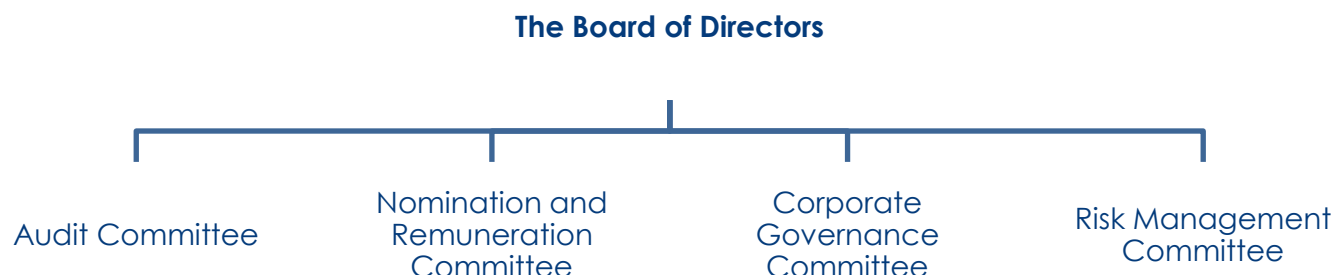 The Board of Directors
Audit Committee
Nomination and
Remuneration
Committee
Corporate
Governance
Committee
Risk Management
Committee